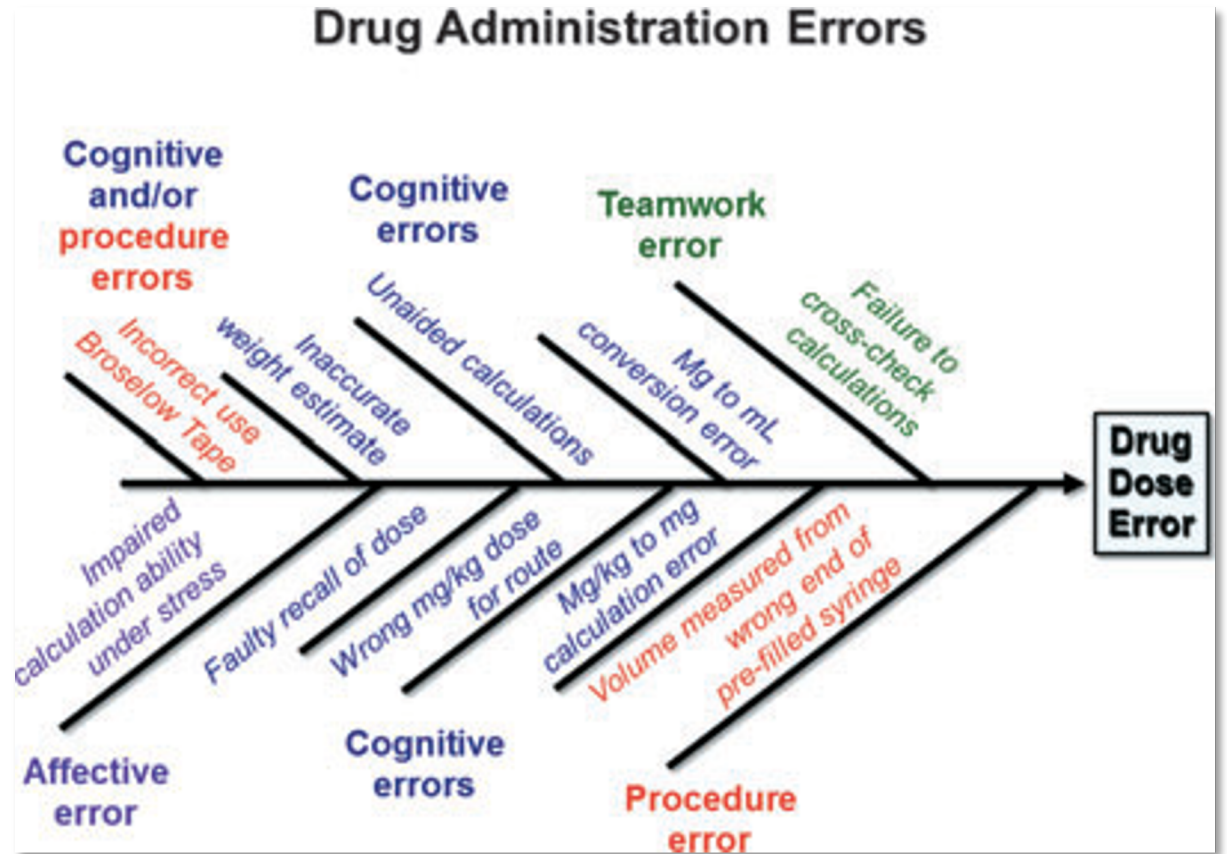 Drug Administration Errors
Cognitive
and/or
procedure
errors
Cognitive
errors
Teamwork
error
Incorrect use
Broselow Tape
Inaccurate
weight estimate
Unaided calculations
Mg to mL
conversion error
Failure to
cross-check
calculations
Drug
Dose
Error
Impaired
calculation ability
under stress
Faulty recall of dose
Wrong mg/kg dose
for route
Mg/kg to mg
calculation error
Volume measured from
wrong end of
pre-filled syringe
Affective
error
Cognitive
errors
Procedure
error